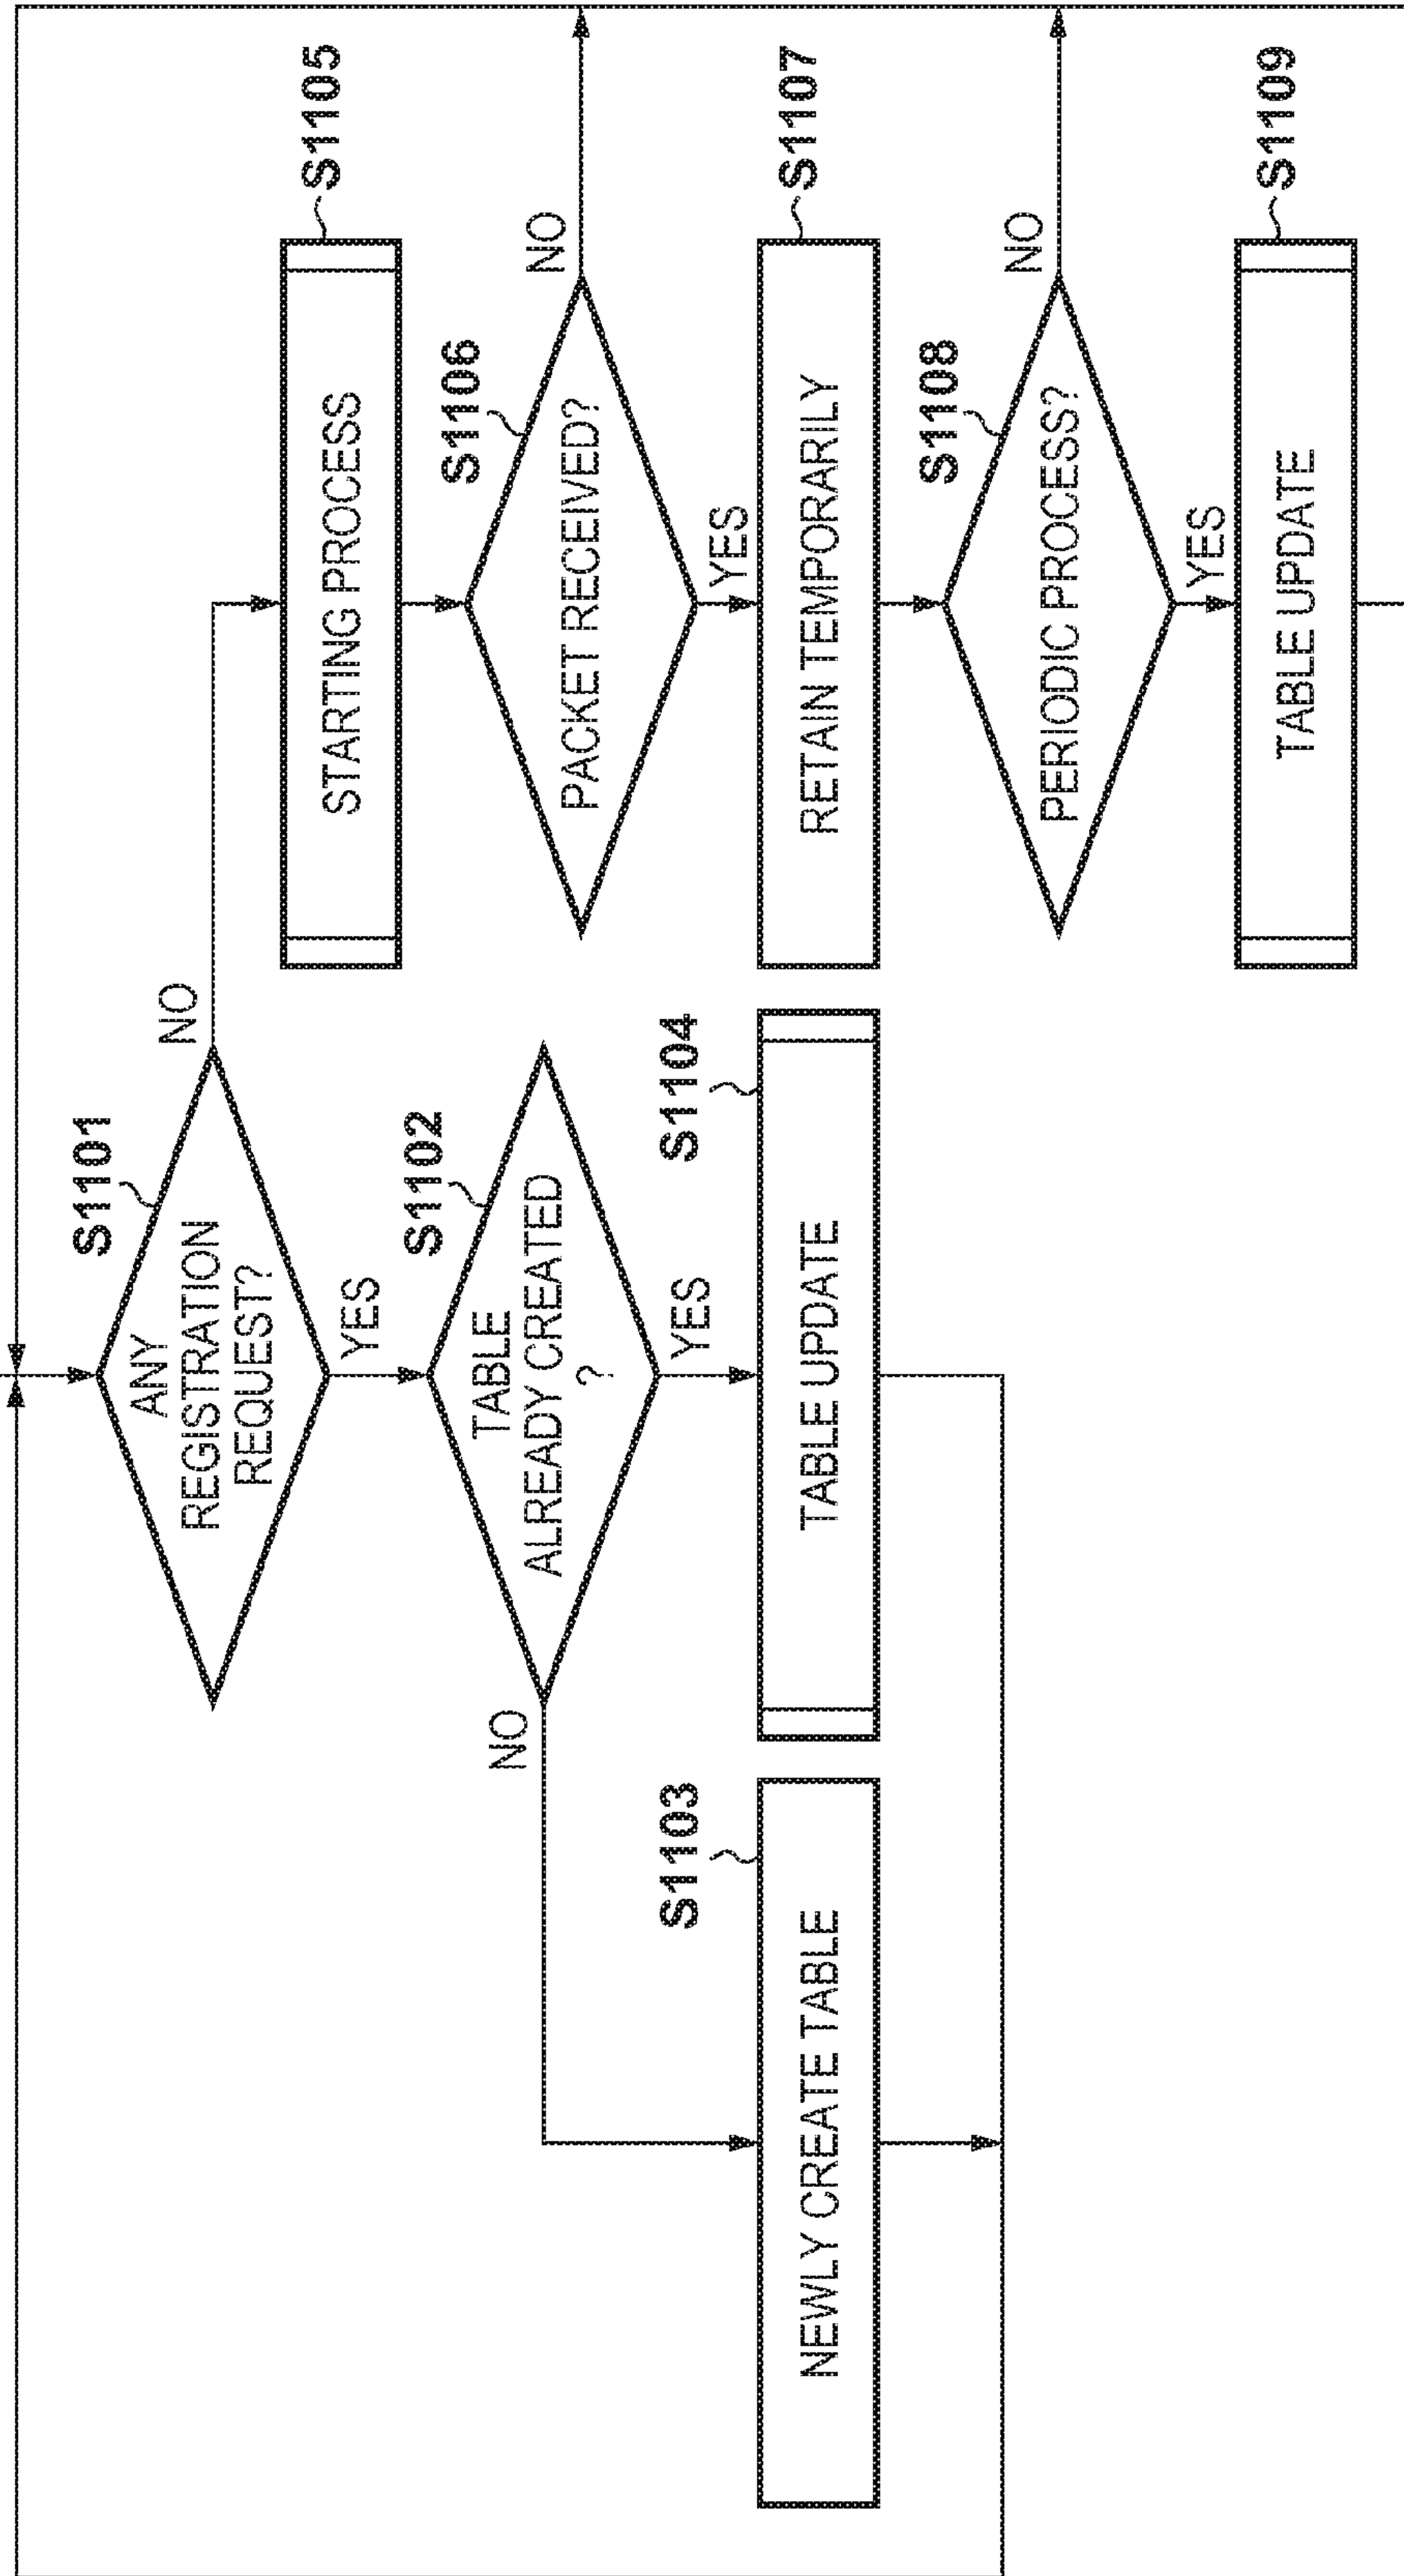 S1101
ANY
REGISTRATION
REQUEST?
NO
YES
S1102
TABLE
ALREADY CREATED
?
NO
YES
S1103
NEWLY CREATE TABLE
S1104
TABLE UPDATE
S1105
STARTING PROCESS
S1106
PACKET RECEIVED?
NO
YES
S1107
RETAIN TEMPORARILY
S1108
PERIODIC PROCESS?
NO
YES
S1109
TABLE UPDATE